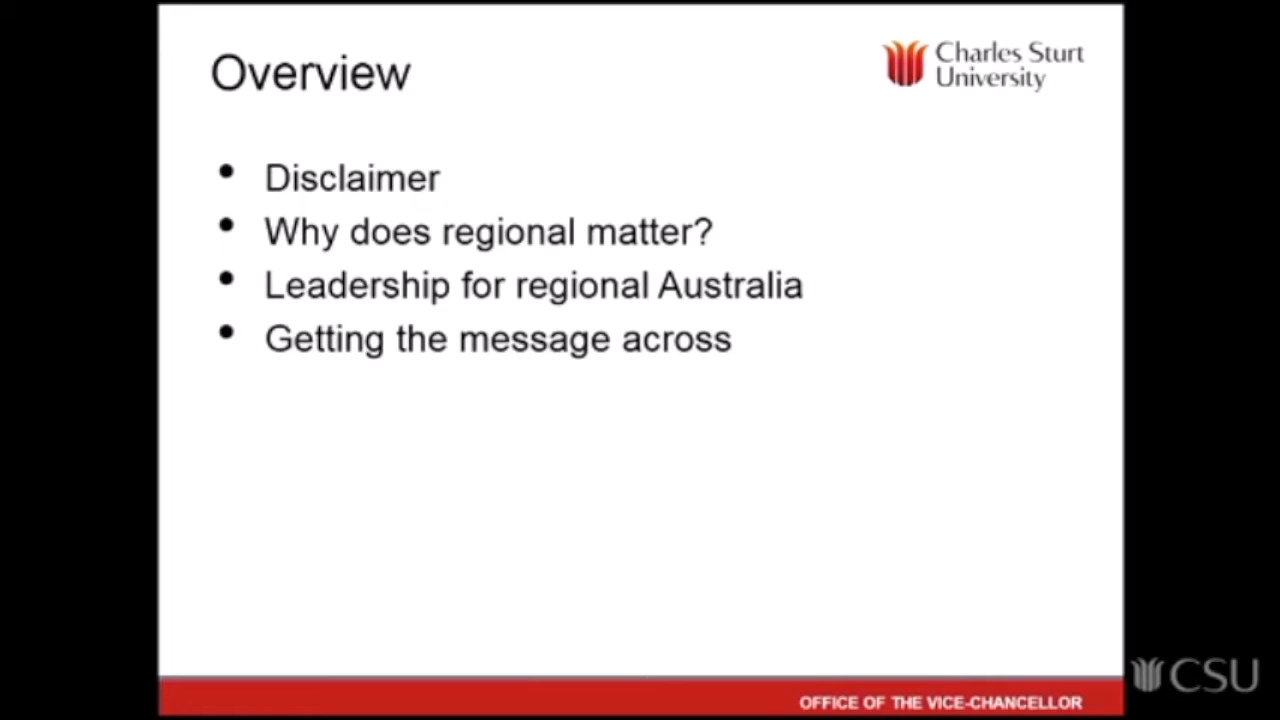 Overview
Charles Sturt
University
Disclaimer
Why does regional matter?
Leadership for regional Australia
Getting the message across
OFFICE OF THE VICE-CHANCELLOR
CSU